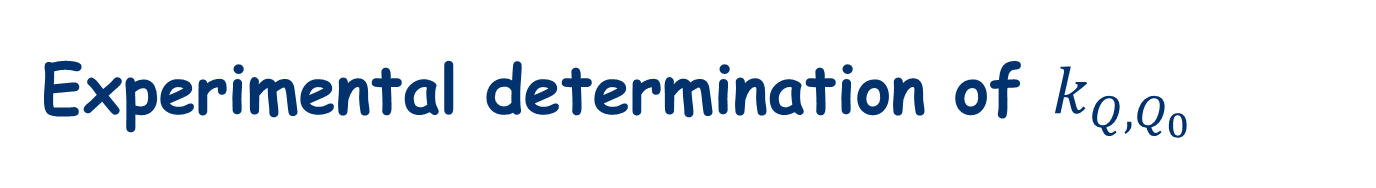 Experimental determination of $k_{Q,Q_0}$